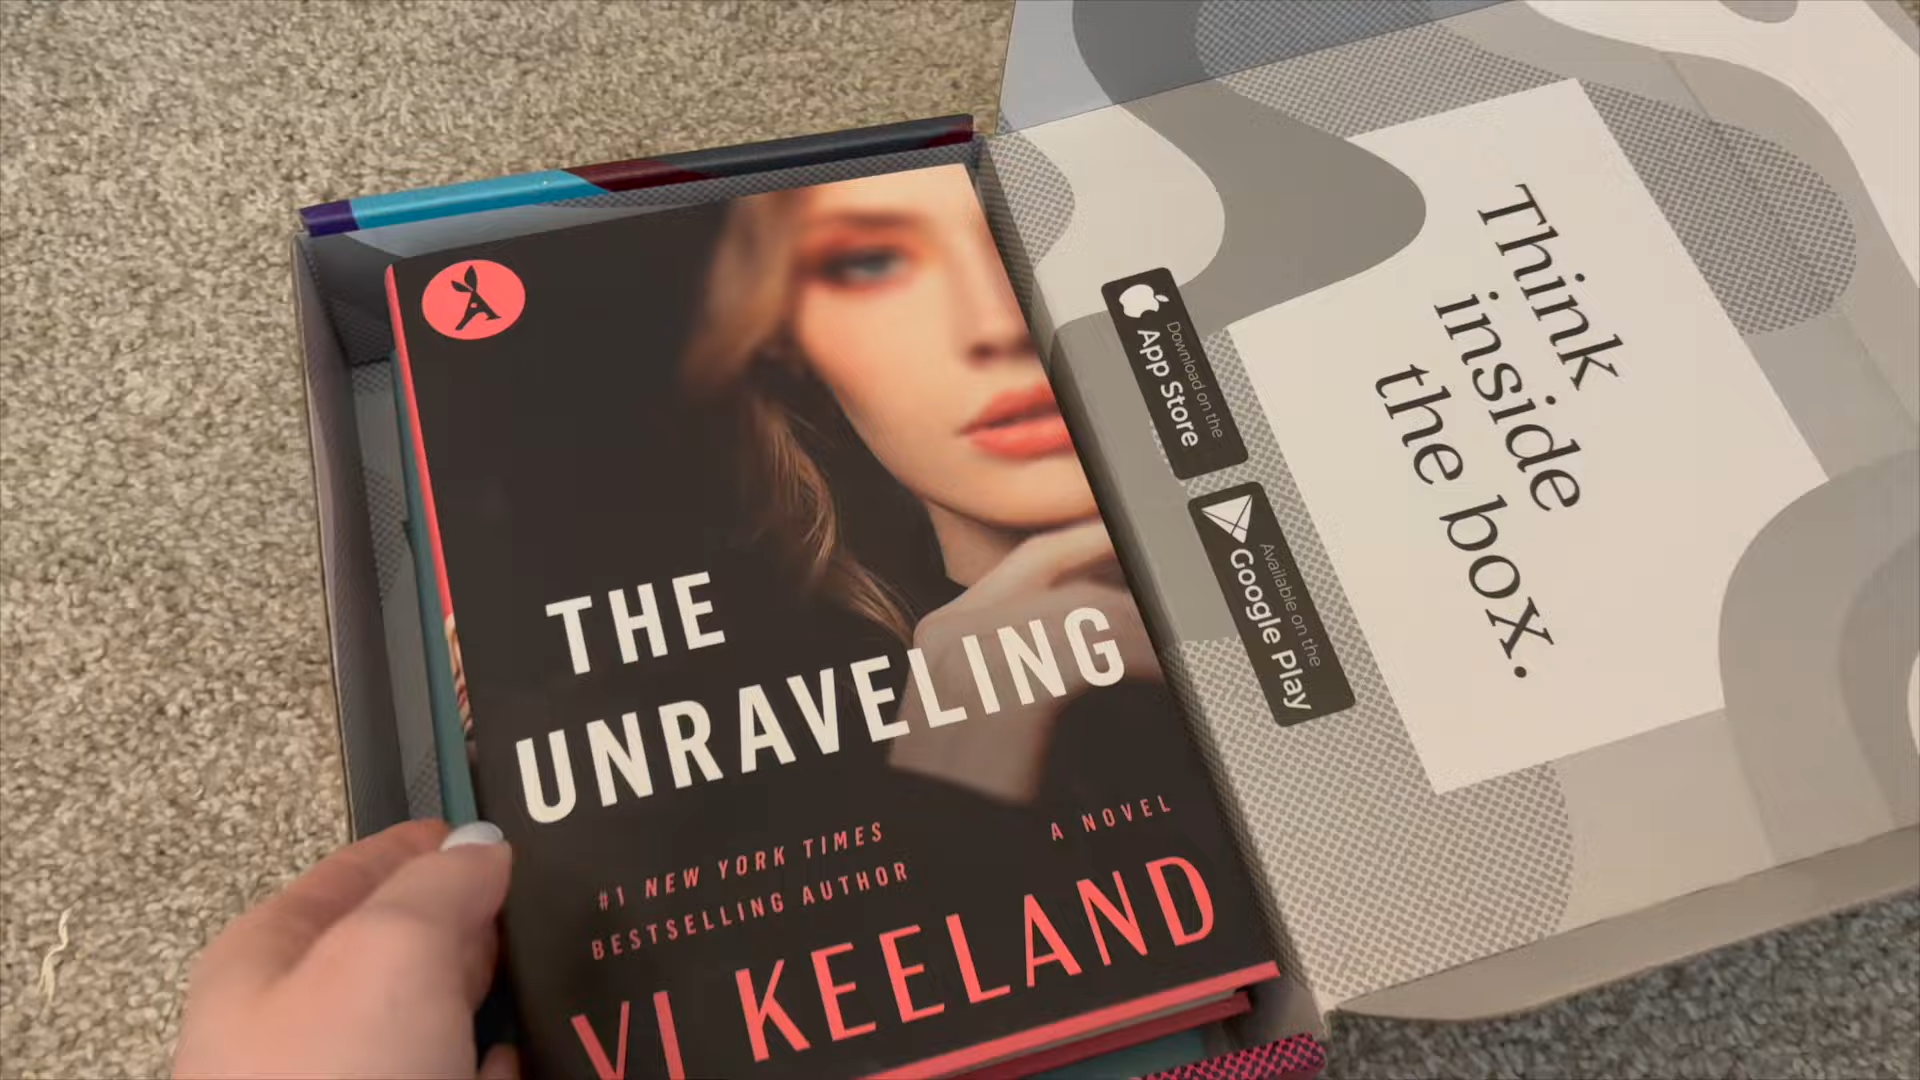 THE
UNRAVELING
#1 NEW YORK TIMES
BESTSELLING AUTHOR
A NOVEL
VI KEELAND
Download on the
App Store
Available on the
Google Play
Think
inside
the box.